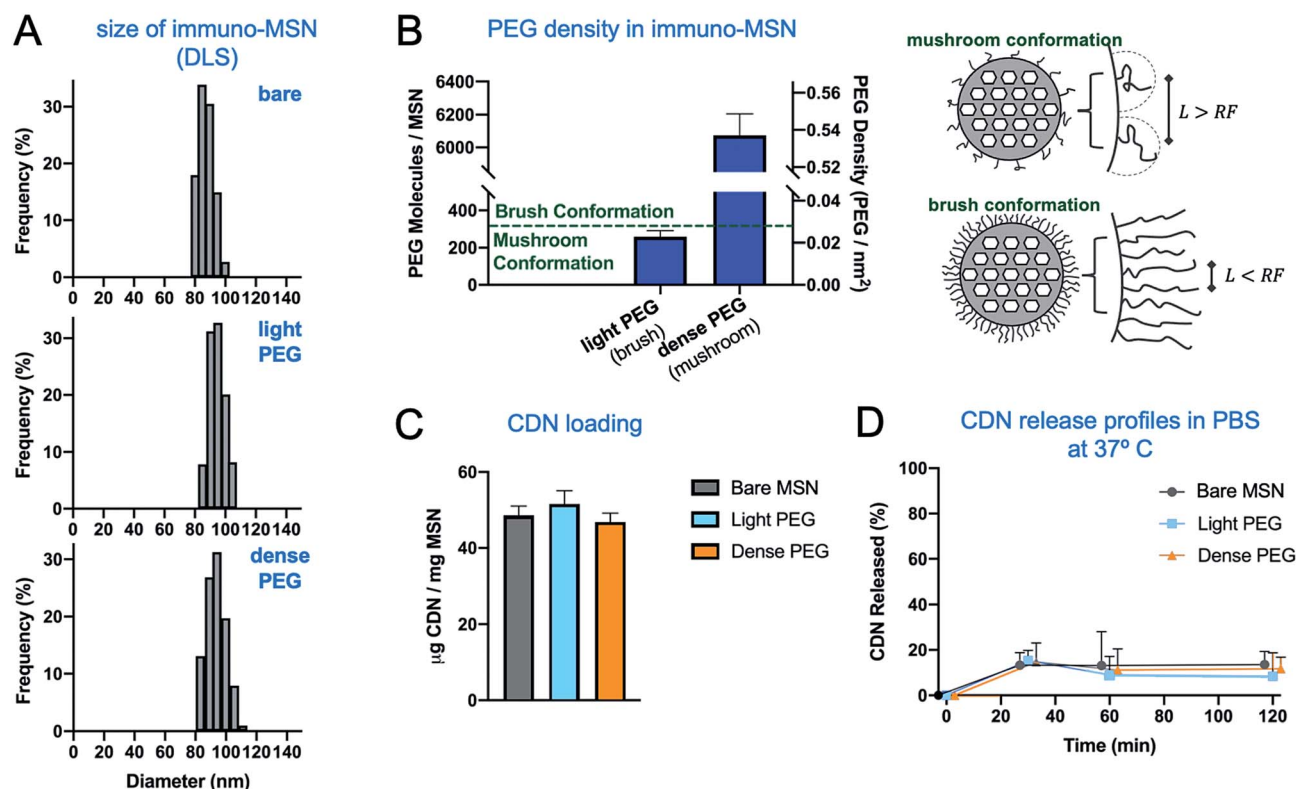 A
size of immuno-MSN
(DLS)
bare
Frequency (%)
30
20
10
0
0 20 40 60 80 100 120 140
light
PEG
Frequency (%)
30
20
10
0
0 20 40 60 80 100 120 140
dense
PEG
Frequency (%)
30
20
10
0
0 20 40 60 80 100 120 140
Diameter (nm)
B
PEG density in immuno-MSN
PEG Molecules / MSN
6400
6200
6000
400
200
0
Brush Conformation
Mushroom
Conformation
0.56
0.54
0.52
0.04
0.02
0.00
PEG Density (PEG / nm2)
light PEG
(brush)
dense PEG
(mushroom)
mushroom conformation
L > RF
brush conformation
L < RF
C
CDN loading
µg CDN / mg MSN
60
40
20
0
Bare MSN
Light PEG
Dense PEG
D
CDN release profiles in PBS
at 37º C
CDN Released (%)
100
80
60
40
20
0
Bare MSN
Light PEG
Dense PEG
0 20 40 60 80 100 120
Time (min)